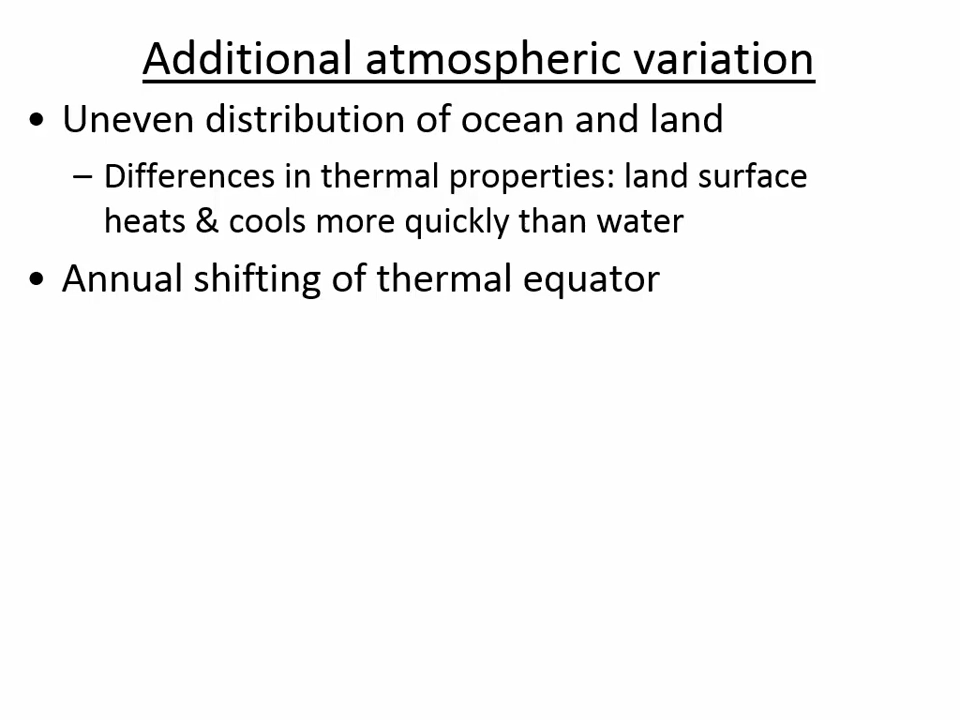 Additional atmospheric variation
• Uneven distribution of ocean and land
– Differences in thermal properties: land surface
heats & cools more quickly than water
• Annual shifting of thermal equator